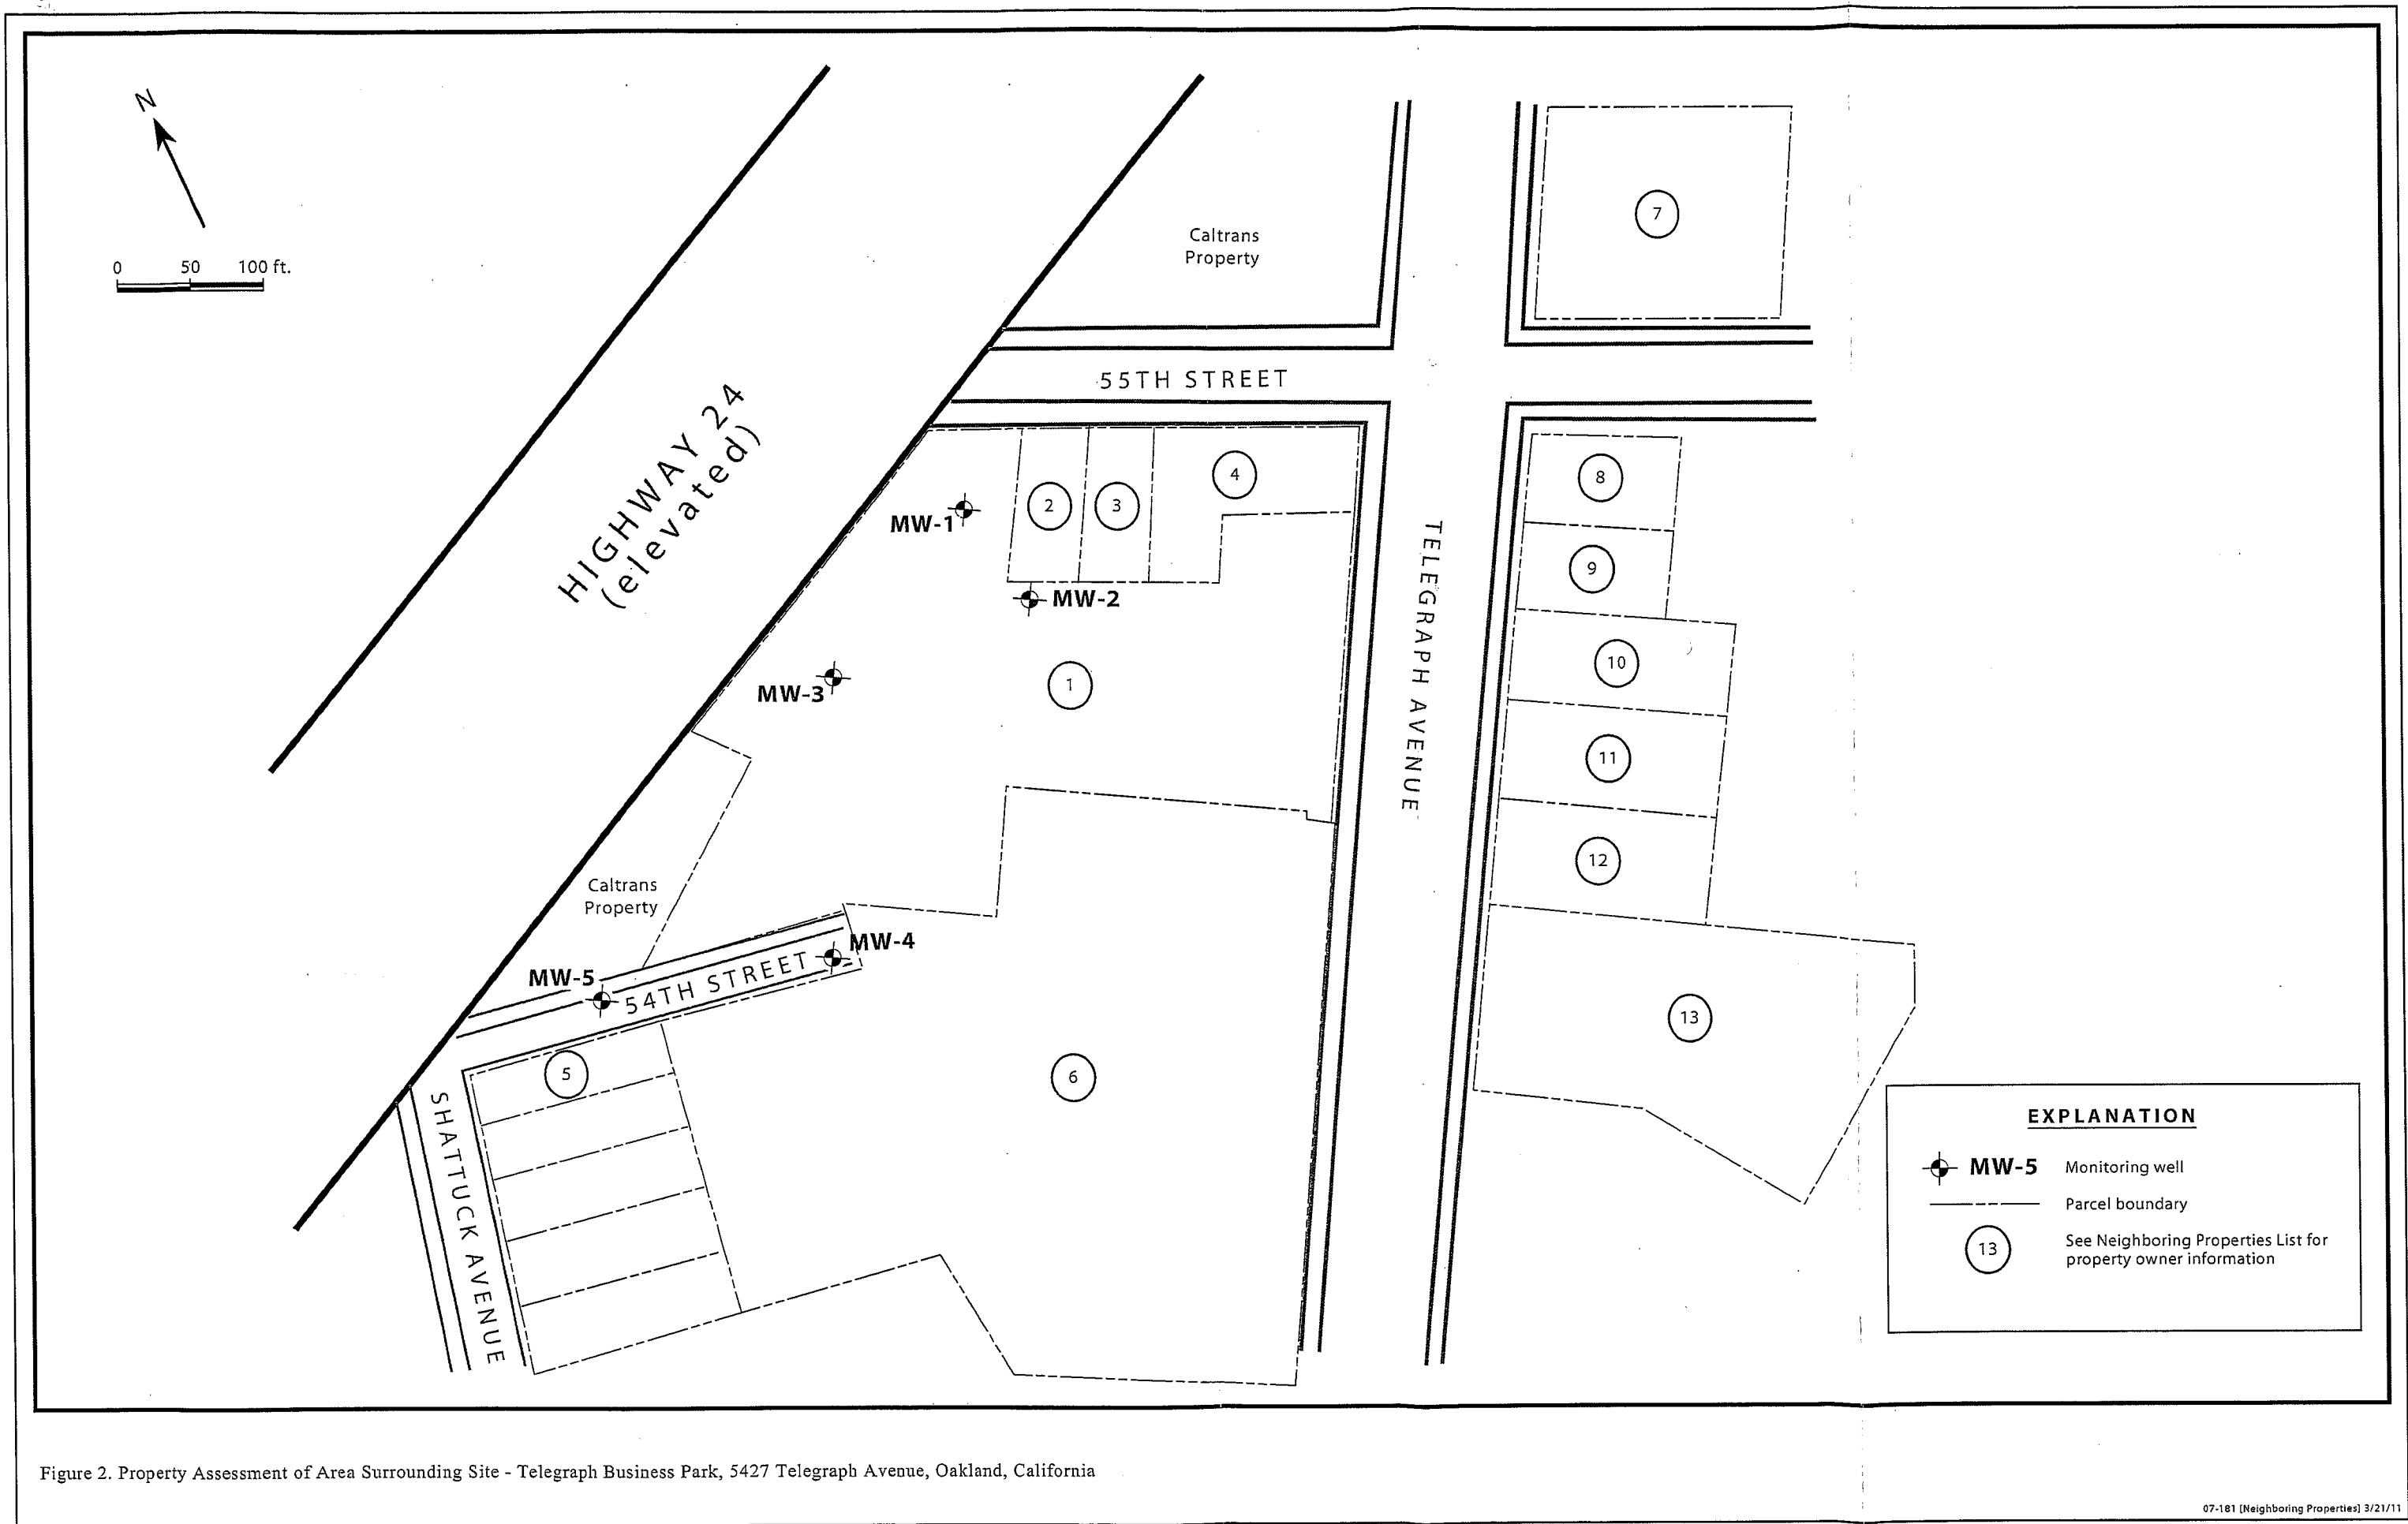 N
0 50 100 ft.
Caltrans
Property
7
55TH STREET
HIGHWAY 24
(elevated)
4
2
3
8
MW-1
9
MW-2
TELEGRAPH AVENUE
10
MW-3
1
11
12
Caltrans
Property
MW-4
MW-5
54TH STREET
13
5
6
SHATTUCK AVENUE
EXPLANATION
MW-5 Monitoring well
Parcel boundary
13 See Neighboring Properties List for
property owner information
Figure 2. Property Assessment of Area Surrounding Site - Telegraph Business Park, 5427 Telegraph Avenue, Oakland, California
07-181 [Neighboring Properties] 3/21/11